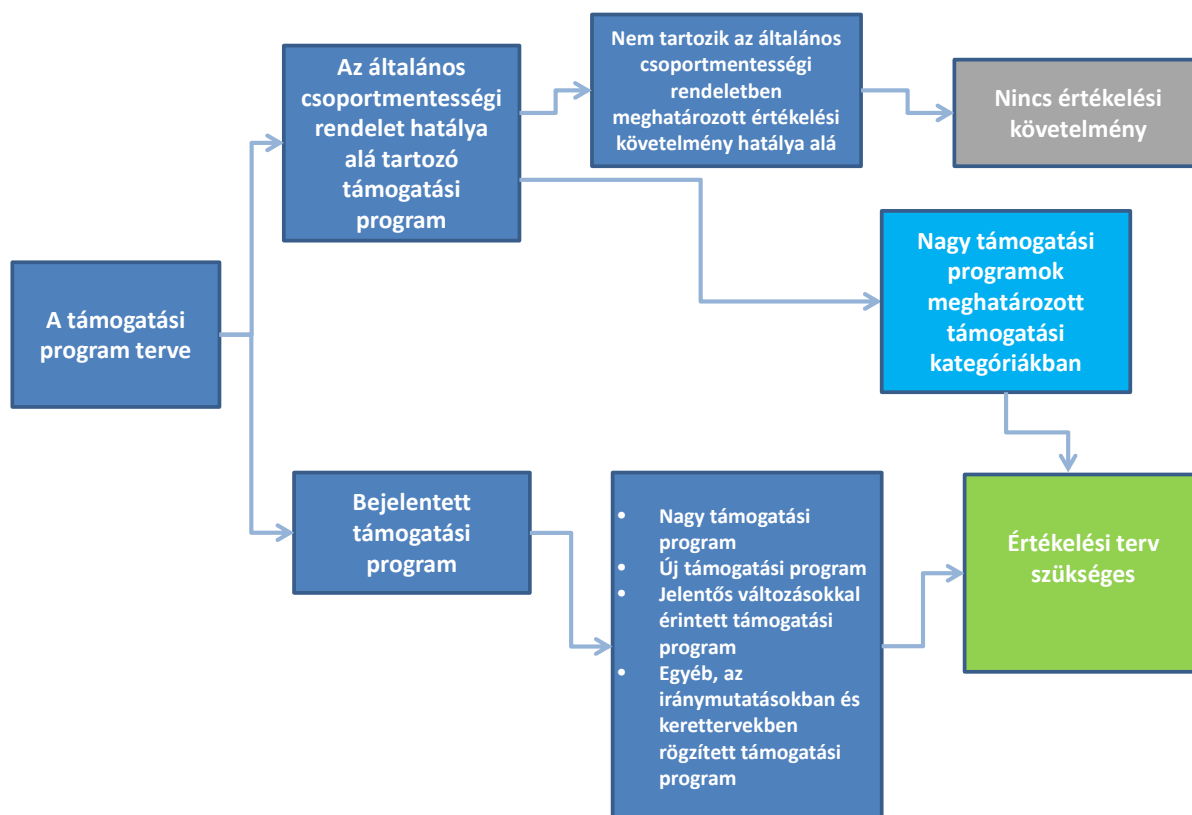 A támogatási
program terve
Az általános
csoportmentességi
rendelet hatálya
alá tartozó
támogatási
program
Nem tartozik az általános
csoportmentességi
rendeletben
meghatározott értékelési
követelmény hatálya alá
Nincs értékelési
követelmény
Nagy támogatási
programok
meghatározott
támogatási
kategóriákban
Bejelentett
támogatási
program
• Nagy támogatási
program
• Új támogatási program
• Jelentős változásokkal
érintett támogatási
program
• Egyéb, az
iránymutatásokban és
kerettervekben
rögzített támogatási
program
Értékelési terv
szükséges